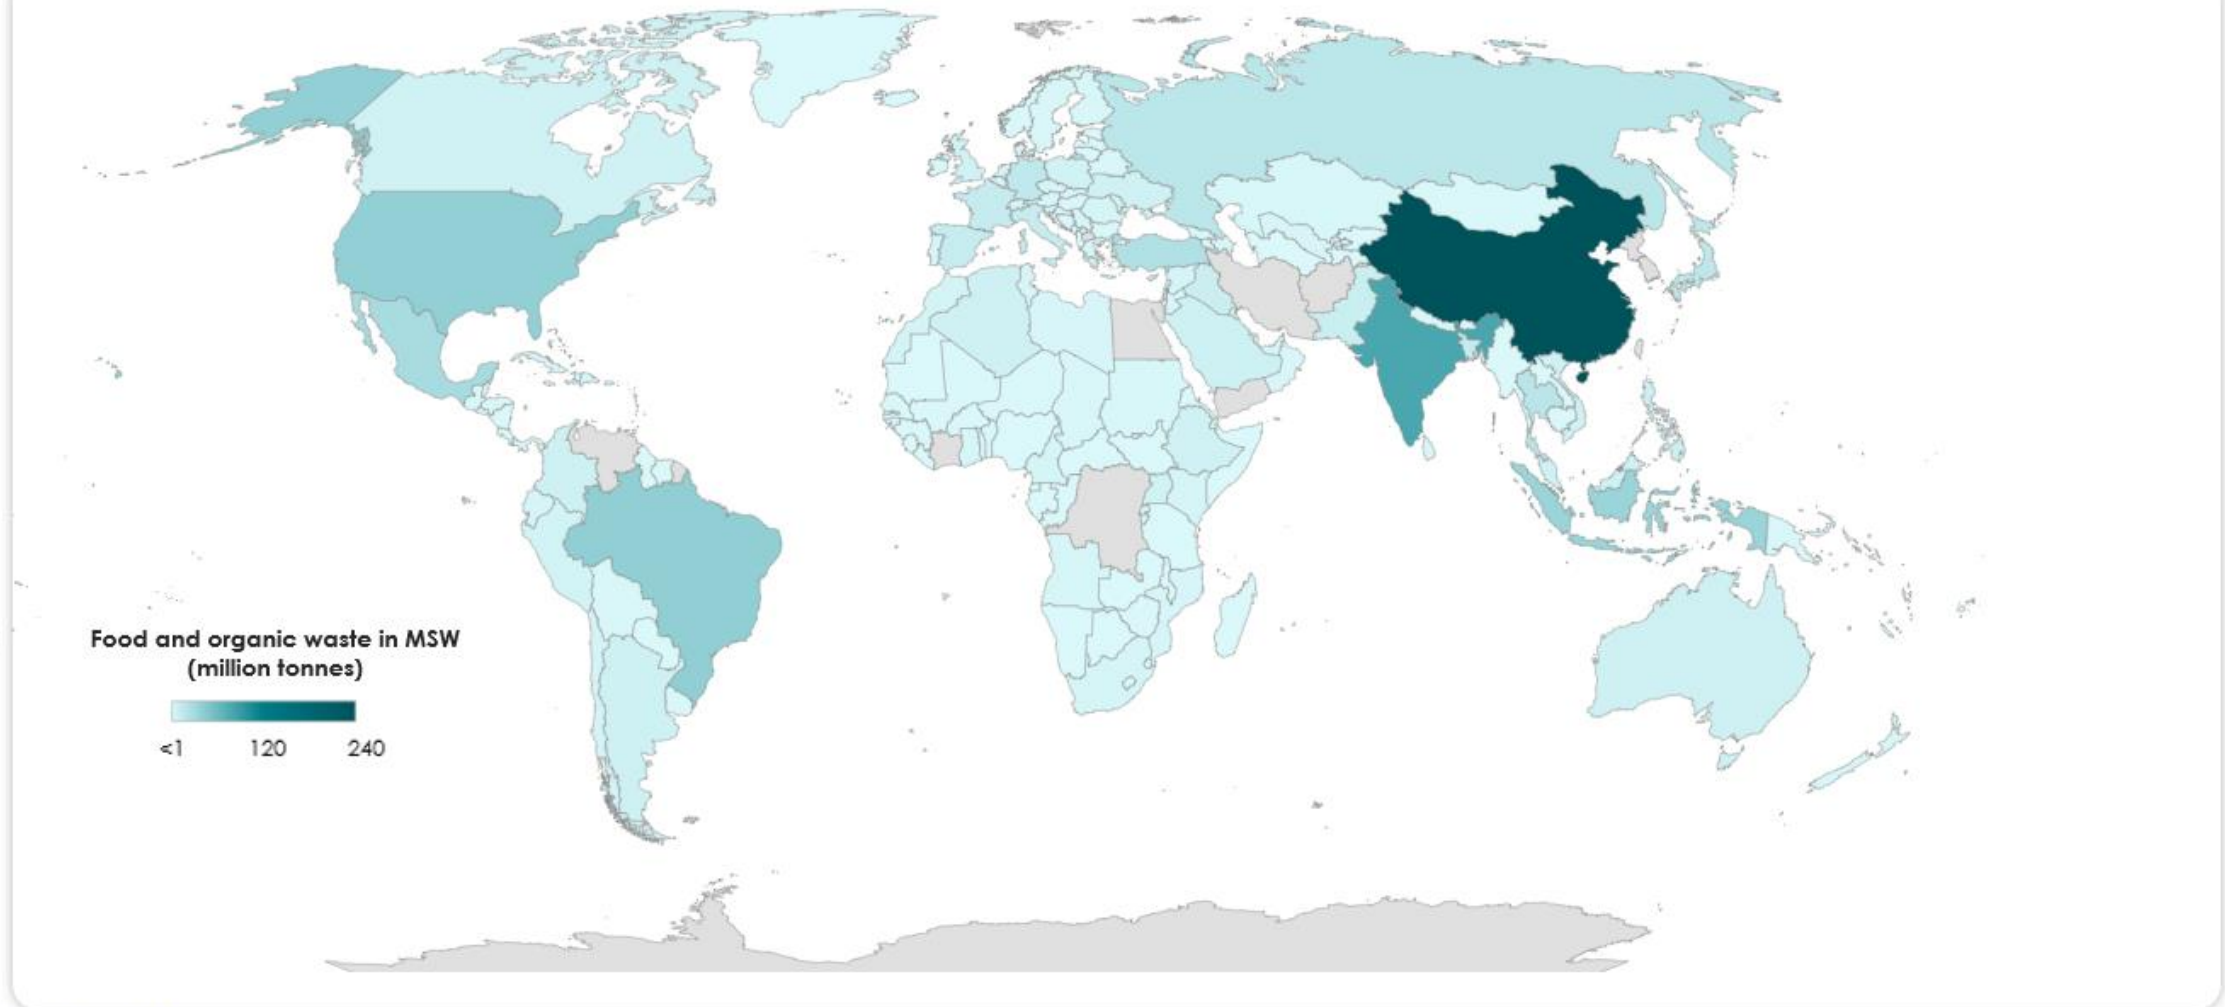 Food and organic waste in MSW
(million tonnes)
<1 120 240